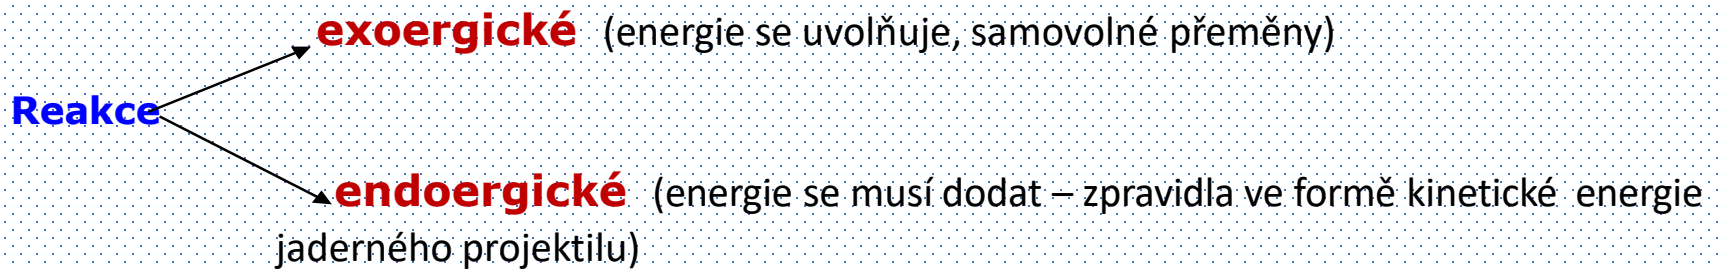 exoergické (energie se uvolňuje, samovolné přeměny)
Reakce
endoergické (energie se musí dodat – zpravidla ve formě kinetické energie
jaderného projektilu)